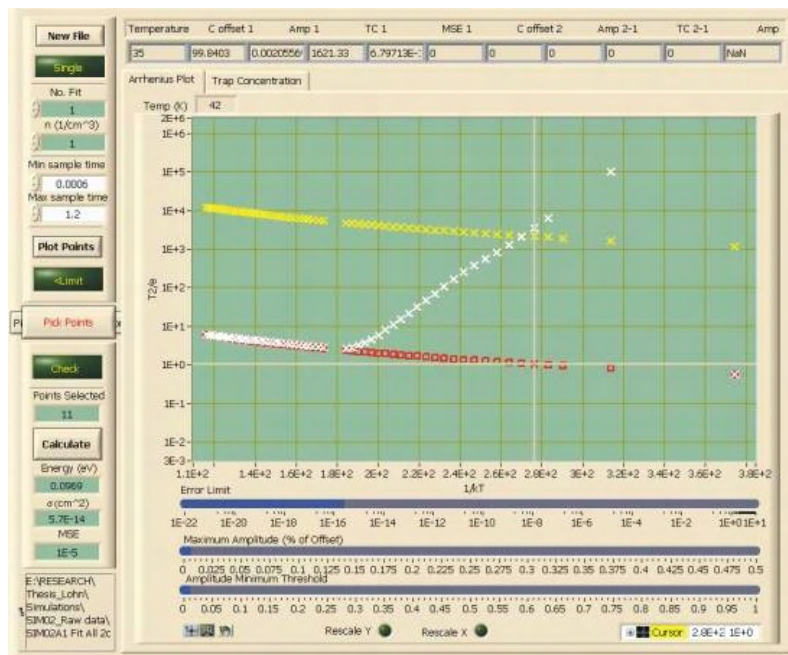 New File
Single
No. Fit
1
n (1/cm^3)
1
Min sample time
0.0006
Max sample time
1.2
Plot Points
<Limit
Pick Points
Check
Points Selected
11
Calculate
Energy (eV)
0.0969
σ(cm^2)
5.7E-14
MSE
1E-5
E:\RESEARCH\
Thesis_Lohn\
Simulations\
SIM02_Raw data\
SIM02A1 Fit All 2c
Temperature C offset 1 Amp 1 TC 1 MSE 1 C offset 2 Amp 2-1 TC 2-1 Amp
35 99.8403 0.0020556 1621.33 6.79713E- 0 0 0 NaN
Arrhenius Plot Trap Concentration
Temp (K) 42
2E+6
1E+6
1E+5
1E+4
1E+3
1E+2
1E+1
1E+0
1E-1
1E-2
3E-3
T2/e
1.1E+2 1.4E+2 1.6E+2 1.8E+2 2E+2 2.2E+2 2.4E+2 2.6E+2 2.8E+2 3E+2 3.2E+2 3.4E+2 3.6E+2 3.8E+2
1/kT
Error Limit
1E-22 1E-20 1E-18 1E-16 1E-14 1E-12 1E-10 1E-8 1E-6 1E-4 1E-2 1E+0 1E+1
Maximum Amplitude (% of Offset)
0 0.025 0.05 0.075 0.1 0.125 0.15 0.175 0.2 0.225 0.25 0.275 0.3 0.325 0.35 0.375 0.4 0.425 0.45 0.475 0.5
Amplitude Minimum Threshold
0 0.05 0.1 0.15 0.2 0.25 0.3 0.35 0.4 0.45 0.5 0.55 0.6 0.65 0.7 0.75 0.8 0.85 0.9 0.95 1
Rescale Y Rescale X Cursor 2.8E+2 1E+0